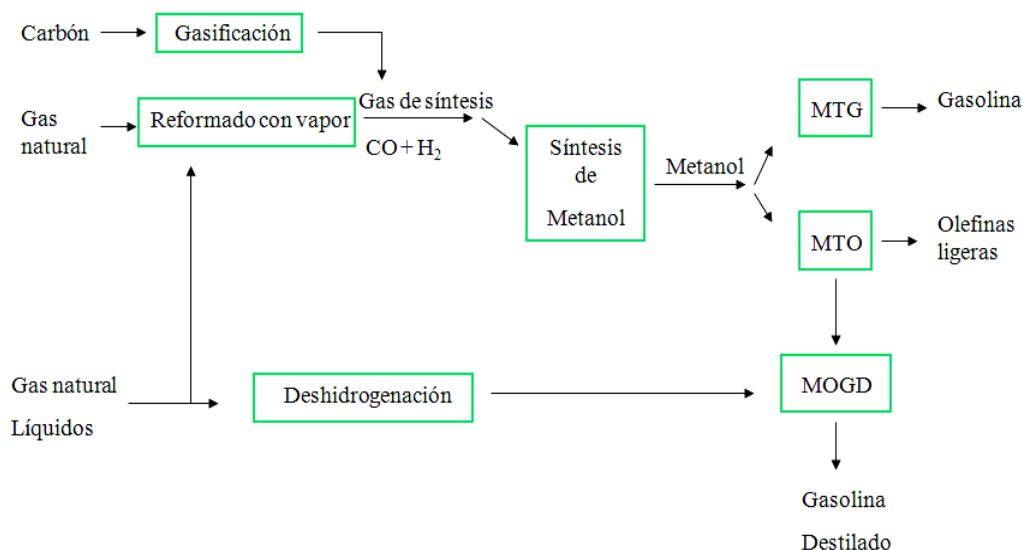 Carbón
Gasificación
Gas
natural
Reformado con vapor
Gas de síntesis
CO + H₂
Síntesis
de
Metanol
Metanol
MTG
Gasolina
MTO
Olefinas
ligeras
Gas natural
Líquidos
Deshidrogenación
MOGD
Gasolina
Destilado